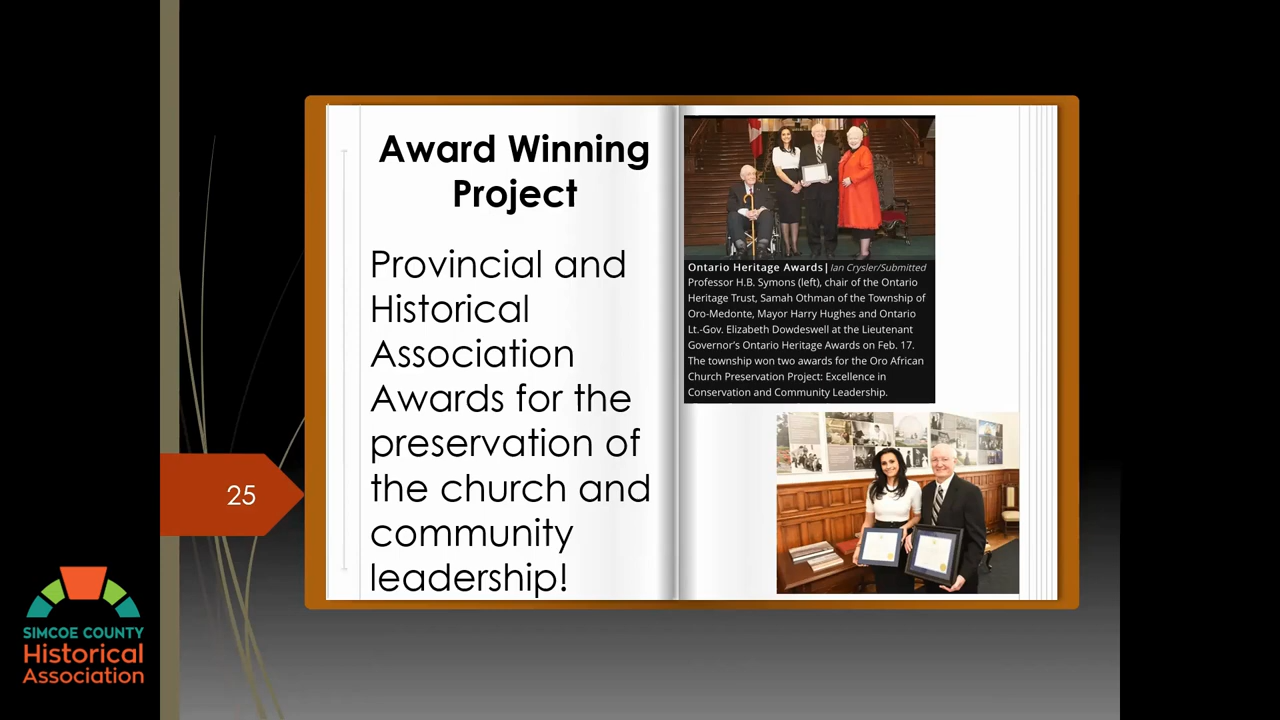 Award Winning
Project
Provincial and
Historical
Association
Awards for the
preservation of
the church and
community
leadership!
Ontario Heritage Awards| Ian Crysler/Submitted
Professor H.B. Symons (left), chair of the Ontario
Heritage Trust, Samah Othman of the Township of
Oro-Medonte, Mayor Harry Hughes and Ontario
Lt.-Gov. Elizabeth Dowdeswell at the Lieutenant
Governor's Ontario Heritage Awards on Feb. 17.
The township won two awards for the Oro African
Church Preservation Project: Excellence in
Conservation and Community Leadership.
25
SIMCOE COUNTY
Historical
Association